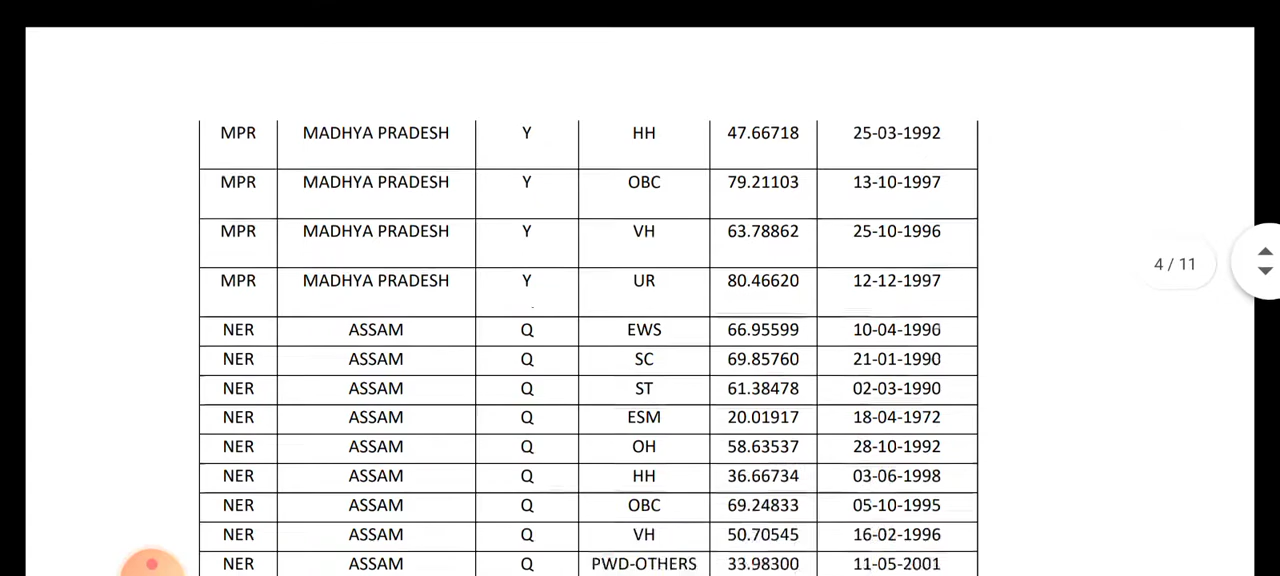 MPR MADHYA PRADESH Y HH 47.66718 25-03-1992
MPR MADHYA PRADESH Y OBC 79.21103 13-10-1997
MPR MADHYA PRADESH Y VH 63.78862 25-10-1996
4 / 11
MPR MADHYA PRADESH Y UR 80.46620 12-12-1997
NER ASSAM Q EWS 66.95599 10-04-1996
NER ASSAM Q SC 69.85760 21-01-1990
NER ASSAM Q ST 61.38478 02-03-1990
NER ASSAM Q ESM 20.01917 18-04-1972
NER ASSAM Q OH 58.63537 28-10-1992
NER ASSAM Q HH 36.66734 03-06-1998
NER ASSAM Q OBC 69.24833 05-10-1995
NER ASSAM Q VH 50.70545 16-02-1996
NER ASSAM Q PWD-OTHERS 33.98300 11-05-2001